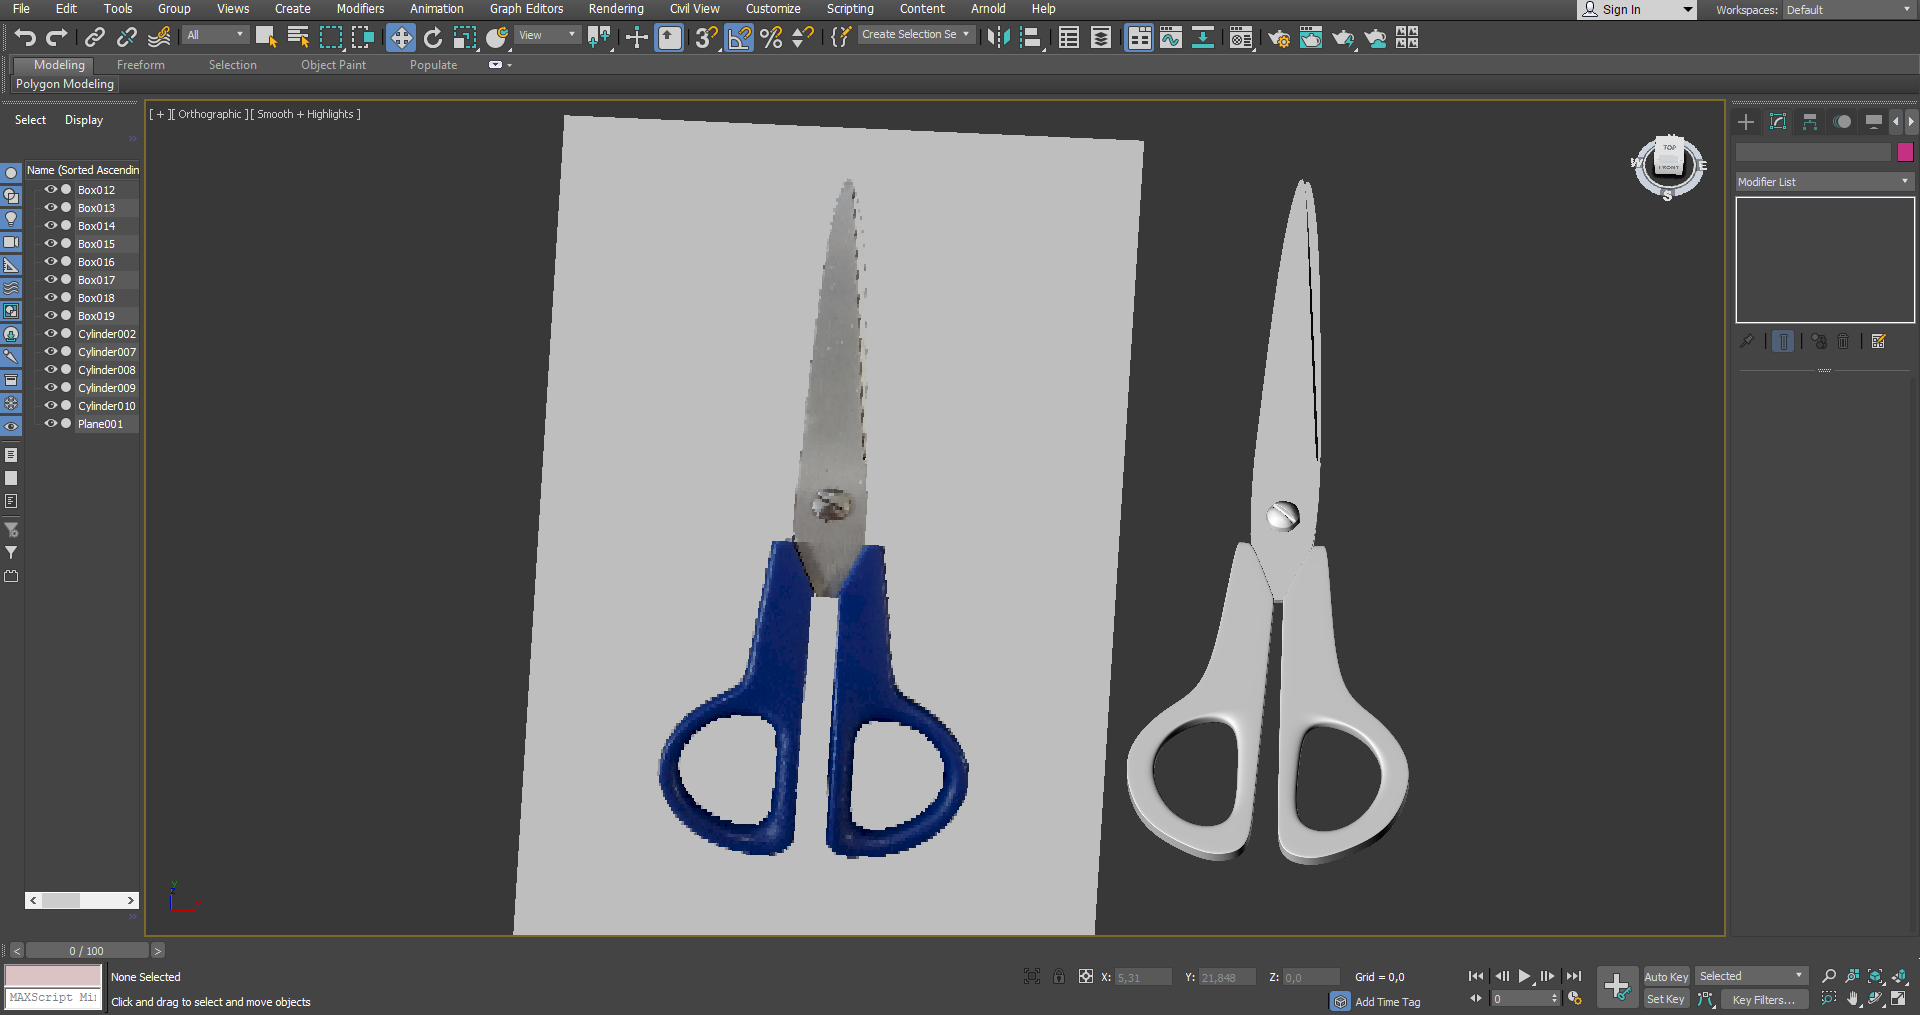 File Edit Tools Group Views Create Modifiers Animation Graph Editors Rendering Civil View Customize Scripting Content Arnold Help Sign In Workspaces: Default
All View Create Selection Se
Modeling Freeform Selection Object Paint Populate
Polygon Modeling
Select Display
[ + ][ Orthographic ][ Smooth + Highlights ]
Name (Sorted Ascendin
Box012
Box013
Box014
Box015
Box016
Box017
Box018
Box019
Cylinder002
Cylinder007
Cylinder008
Cylinder009
Cylinder010
Plane001
TOP
FRONT
W E
S
Modifier List
0 / 100
None Selected X: 5,31 Y: 21,848 Z: 0,0 Grid = 0,0 Auto Key Selected
MAXScript Mi Click and drag to select and move objects Add Time Tag 0 Set Key Key Filters...